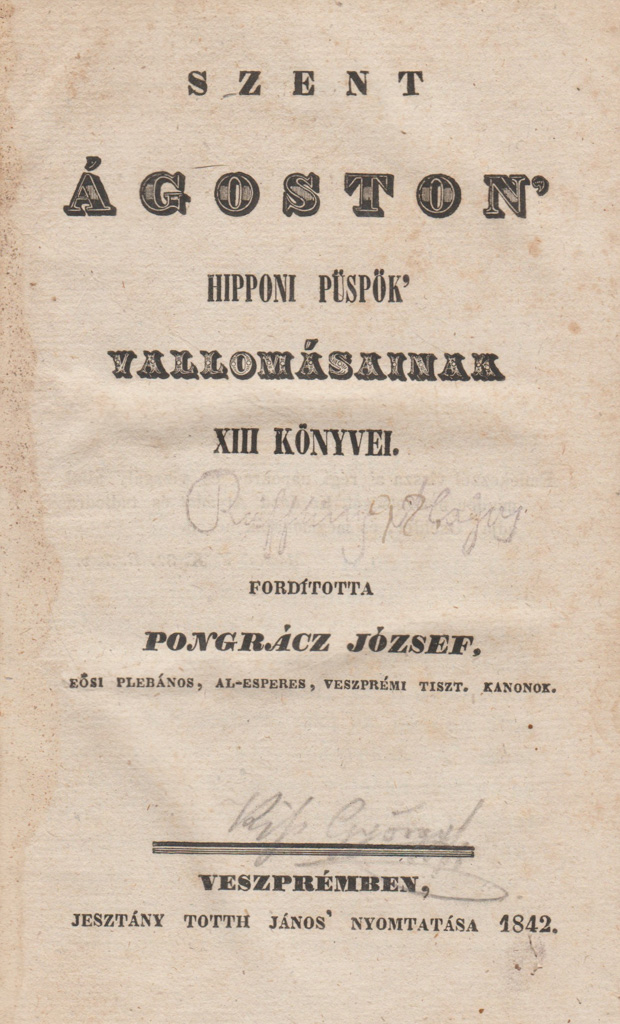 SZENT
ÁGOSTON'
HIPPONI PÜSPÖK'
VALLOMÁSAINAK
XIII KÖNYVEI.
FORDÍTOTTA
PONGRÁCZ JÓZSEF,
EŐSI PLEBÁNOS, AL-ESPERES, VESZPRÉMI TISZT. KANONOK.
VESZPRÉMBEN,
JESZTÁNY TOTTH JÁNOS' NYOMTATÁSA 1842.